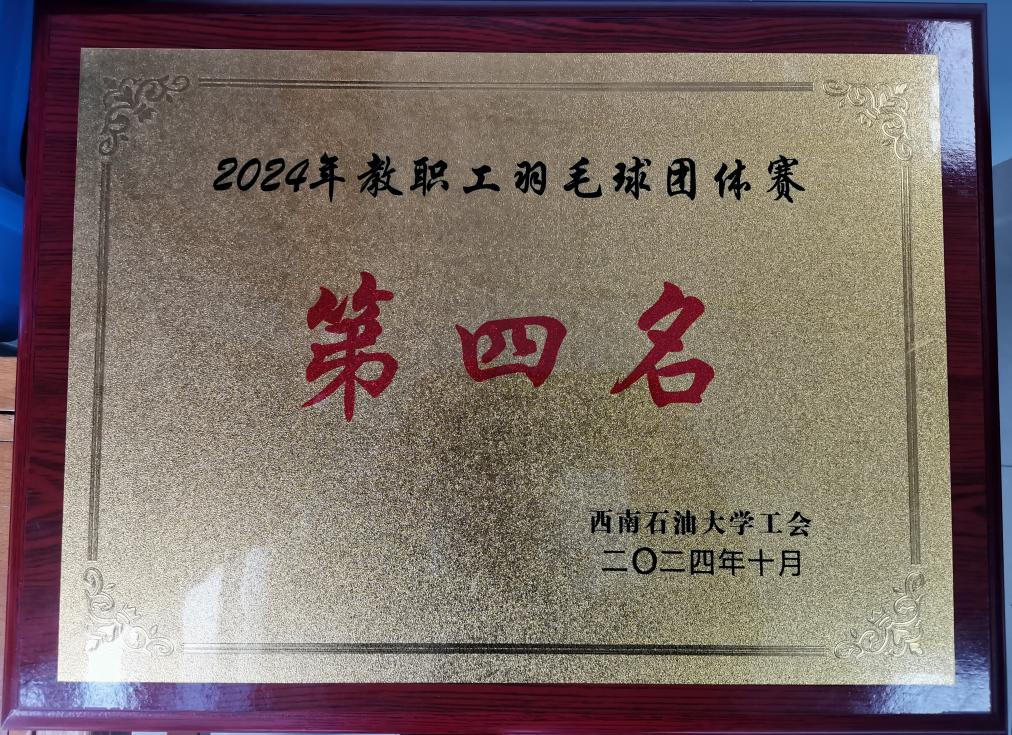 2024年教职工羽毛球团体赛
第四名
西南石油大学工会
二〇二四年十月